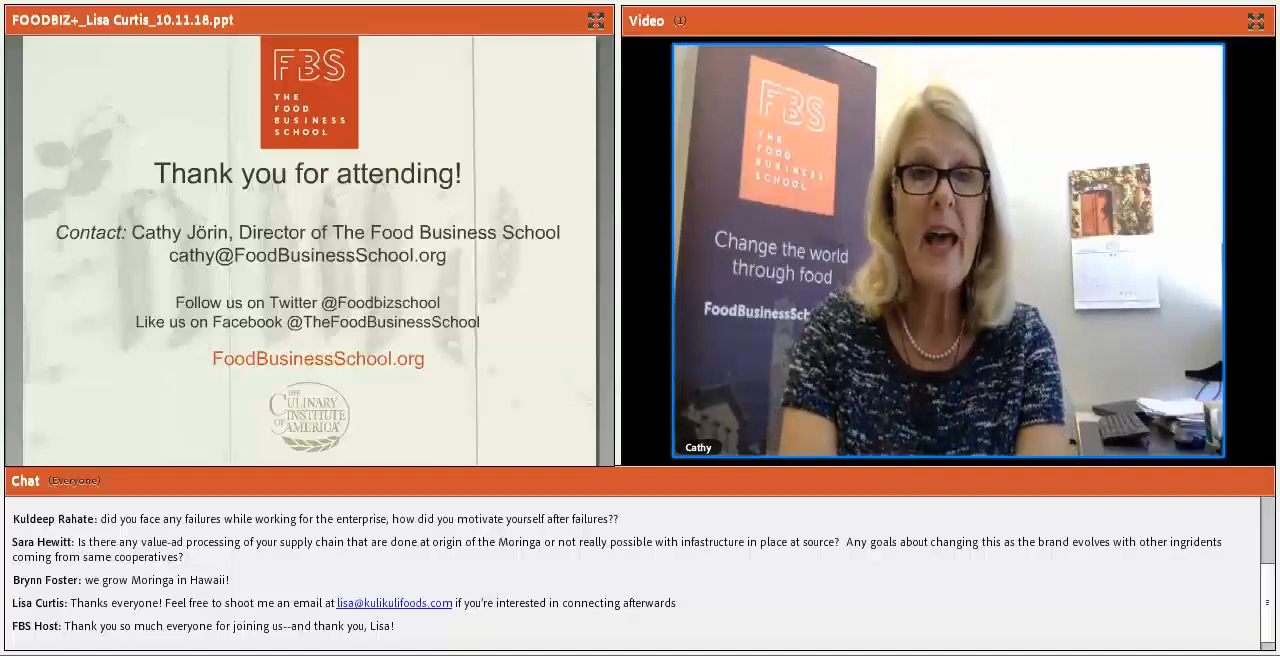 FOODBIZ+_Lisa Curtis_10.11.18.ppt
FBS
THE
FOOD
BUSINESS
SCHOOL
Thank you for attending!
Contact: Cathy Jörin, Director of The Food Business School
cathy@FoodBusinessSchool.org
Follow us on Twitter @Foodbizschool
Like us on Facebook @TheFoodBusinessSchool
FoodBusinessSchool.org
THE
CULINARY
INSTITUTE
OF AMERICA
Video (1)
FBS
THE
FOOD
BUSINESS
SCHOOL
Change the world
through food
FoodBusinessSch
Cathy
Chat (Everyone)
Kuldeep Rahate: did you face any failures while working for the enterprise, how did you motivate yourself after failures??
Sara Hewitt: Is there any value-ad processing of your supply chain that are done at origin of the Moringa or not really possible with infastructure in place at source? Any goals about changing this as the brand evolves with other ingridents
coming from same cooperatives?
Brynn Foster: we grow Moringa in Hawaii!
Lisa Curtis: Thanks everyone! Feel free to shoot me an email at lisa@kulikulifoods.com if you're interested in connecting afterwards
FBS Host: Thank you so much everyone for joining us--and thank you, Lisa!